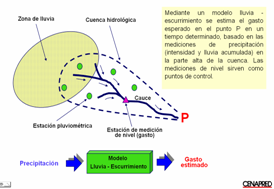 Zona de lluvia
Cuenca hidrológica
Mediante un modelo lluvia -
escurrimiento se estima el gasto
esperado en el punto P en un
tiempo determinado, basado en las
mediciones de precipitación
(intensidad y lluvia acumulada) en
la parte alta de la cuenca. Las
mediciones de nivel sirven como
puntos de control.
Cauce
P
Estación pluviométrica
Estación de medición
de nivel (gasto)
Precipitación
Modelo
Lluvia - Escurrimiento
Gasto
estimado
CENAPRED